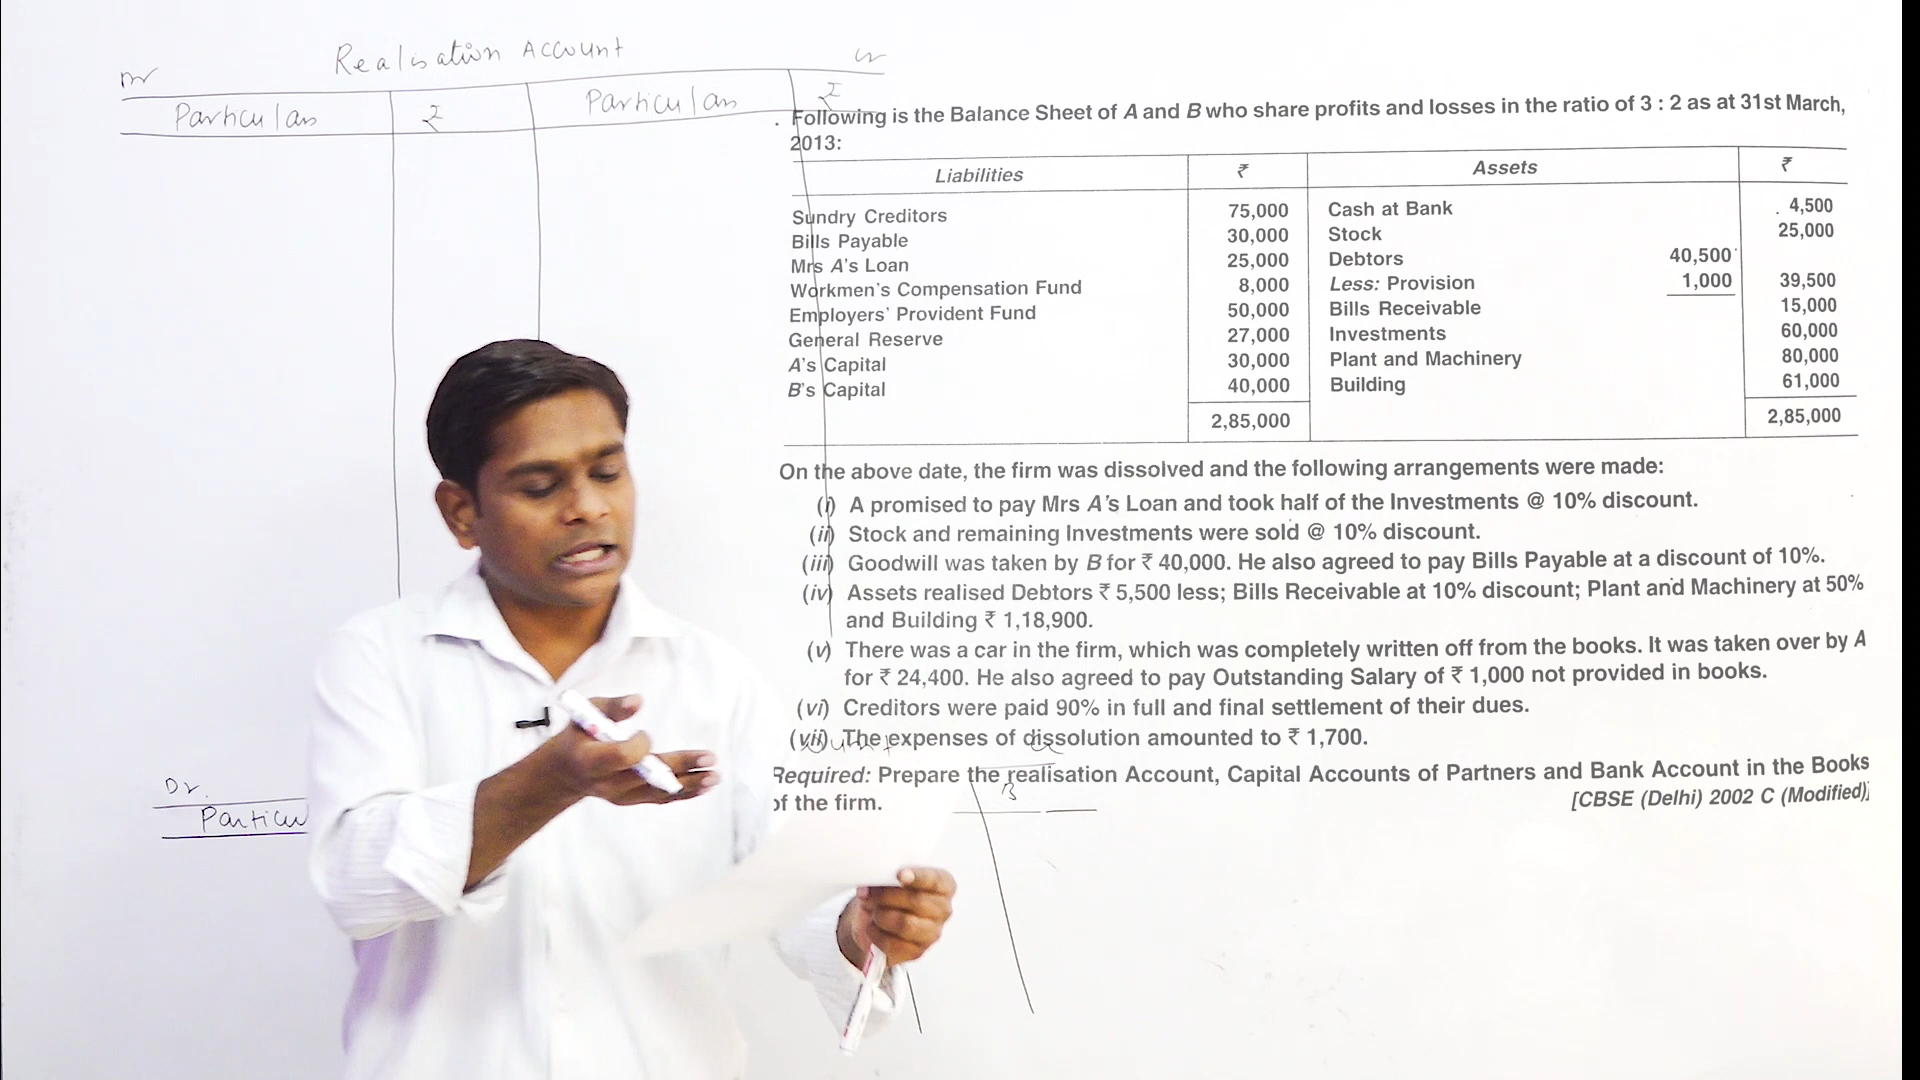 Realisation Account
Dr Cr
Particulars ₹ Particulars ₹
Following is the Balance Sheet of A and B who share profits and losses in the ratio of 3 : 2 as at 31st March,
2013:
Liabilities ₹ Assets ₹
Sundry Creditors 75,000 Cash at Bank 4,500
Bills Payable 30,000 Stock 25,000
Mrs A's Loan 25,000 Debtors 40,500
Workmen's Compensation Fund 8,000 Less: Provision 1,000 39,500
Employers' Provident Fund 50,000 Bills Receivable 15,000
General Reserve 27,000 Investments 60,000
A's Capital 30,000 Plant and Machinery 80,000
B's Capital 40,000 Building 61,000
2,85,000 2,85,000
On the above date, the firm was dissolved and the following arrangements were made:
(i) A promised to pay Mrs A's Loan and took half of the Investments @ 10% discount.
(ii) Stock and remaining Investments were sold @ 10% discount.
(iii) Goodwill was taken by B for ₹ 40,000. He also agreed to pay Bills Payable at a discount of 10%.
(iv) Assets realised Debtors ₹ 5,500 less; Bills Receivable at 10% discount; Plant and Machinery at 50%
and Building ₹ 1,18,900.
(v) There was a car in the firm, which was completely written off from the books. It was taken over by A
for ₹ 24,400. He also agreed to pay Outstanding Salary of ₹ 1,000 not provided in books.
(vi) Creditors were paid 90% in full and final settlement of their dues.
(vii) The expenses of dissolution amounted to ₹ 1,700.
Required: Prepare the realisation Account, Capital Accounts of Partners and Bank Account in the Books
of the firm. [CBSE (Delhi) 2002 C (Modified)]
Dr.
Particu
B